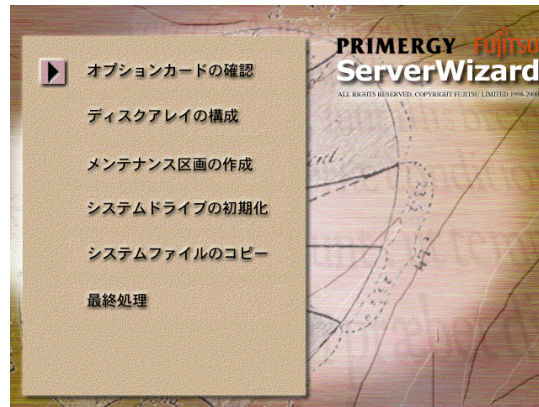 オプションカードの確認
ディスクアレイの構成
メンテナンス区画の作成
システムドライブの初期化
システムファイルのコピー
最終処理
PRIMERGY FUJITSU
ServerWizard
ALL RIGHTS RESERVED. COPYRIGHT FUJITSU LIMITED 1998-2000